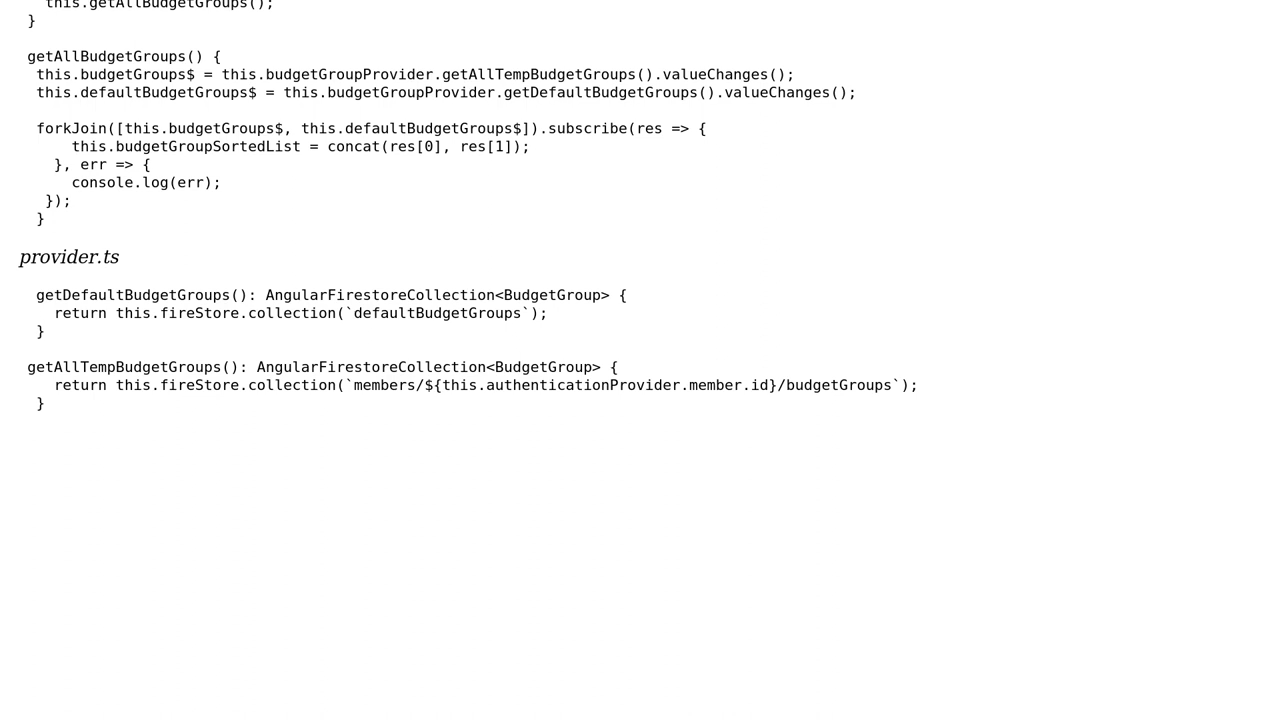 this.getAllBudgetGroups();
}
getAllBudgetGroups() {
this.budgetGroups$ = this.budgetGroupProvider.getAllTempBudgetGroups().valueChanges();
this.defaultBudgetGroups$ = this.budgetGroupProvider.getDefaultBudgetGroups().valueChanges();
forkJoin([this.budgetGroups$, this.defaultBudgetGroups$]).subscribe(res => {
this.budgetGroupSortedList = concat(res[0], res[1]);
}, err => {
console.log(err);
});
}
provider.ts
getDefaultBudgetGroups(): AngularFirestoreCollection<BudgetGroup> {
return this.fireStore.collection(`defaultBudgetGroups`);
}
getAllTempBudgetGroups(): AngularFirestoreCollection<BudgetGroup> {
return this.fireStore.collection(`members/${this.authenticationProvider.member.id}/budgetGroups`);
}